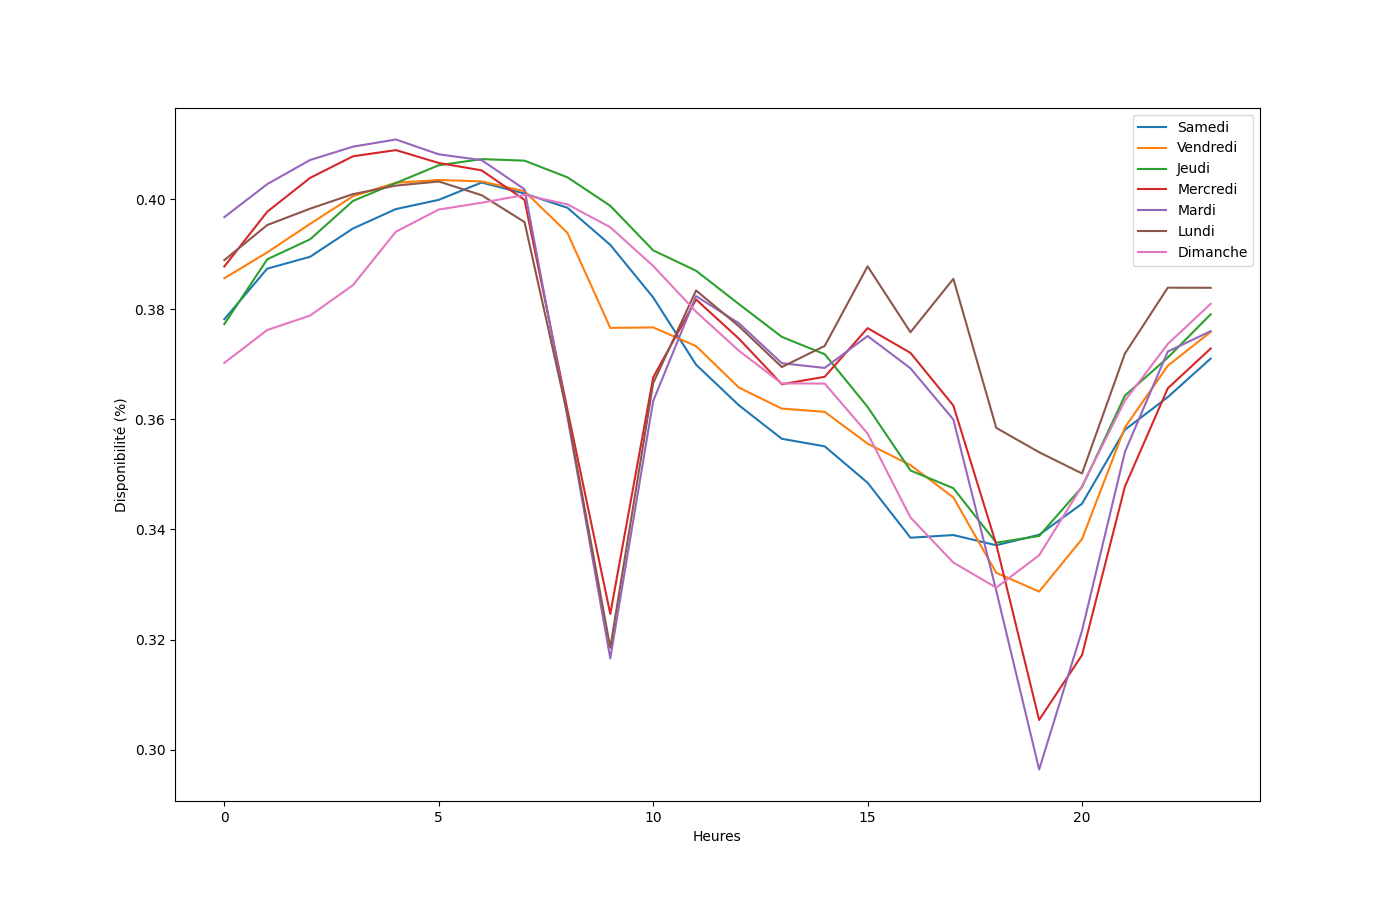 Samedi
Vendredi
Jeudi
Mercredi
Mardi
Lundi
Dimanche
0.40
0.38
0.36
0.34
0.32
0.30
Disponibilité (%)
0 5 10 15 20
Heures